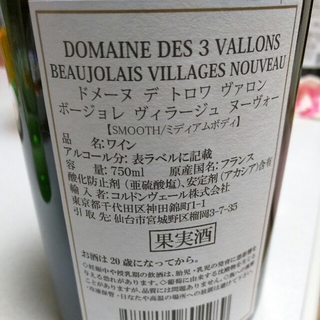 DOMAINE DES 3 VALLONS
BEAUJOLAIS VILLAGES NOUVEAU
ドメーヌ デ トロワ ヴァロン
ボージョレ ヴィラージュ ヌーヴォー
【SMOOTH/ミディアムボディ】
品名:ワイン
アルコール分: 表ラベルに記載
容量: 750ml 原産国名: フランス
酸化防止剤(亜硫酸塩)、安定剤(アカシア)含有
輸入者: コルドンヴェール株式会社
東京都千代田区神田錦町1-1
引取先: 仙台市宮城野区榴岡3-7-35
果実酒
お酒は20歳になってから。